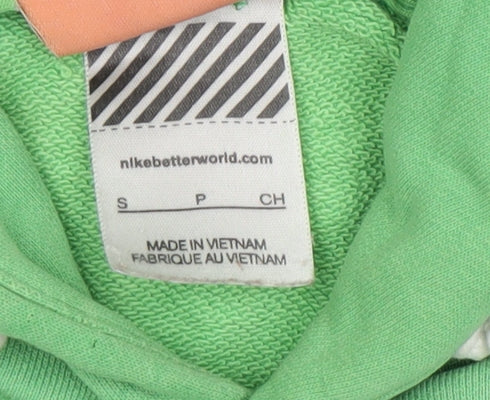 nikebetterworld.com
S P CH
MADE IN VIETNAM
FABRIQUE AU VIETNAM